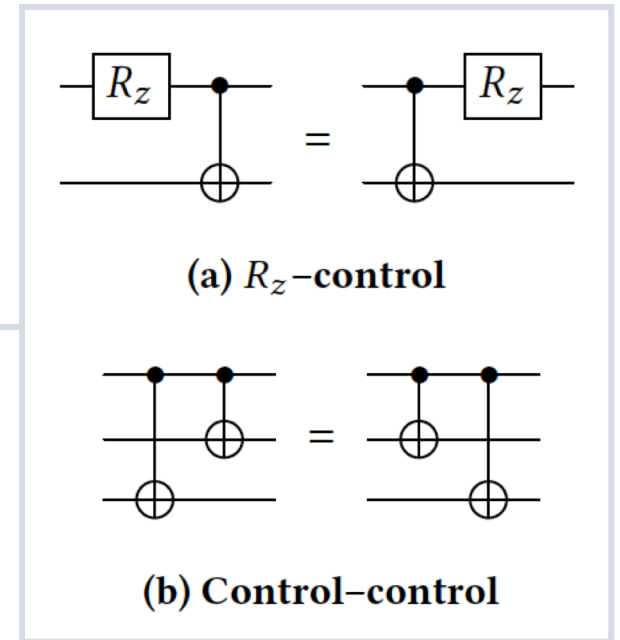 R_z R_z
=
(a) R_z–control
=
(b) Control–control